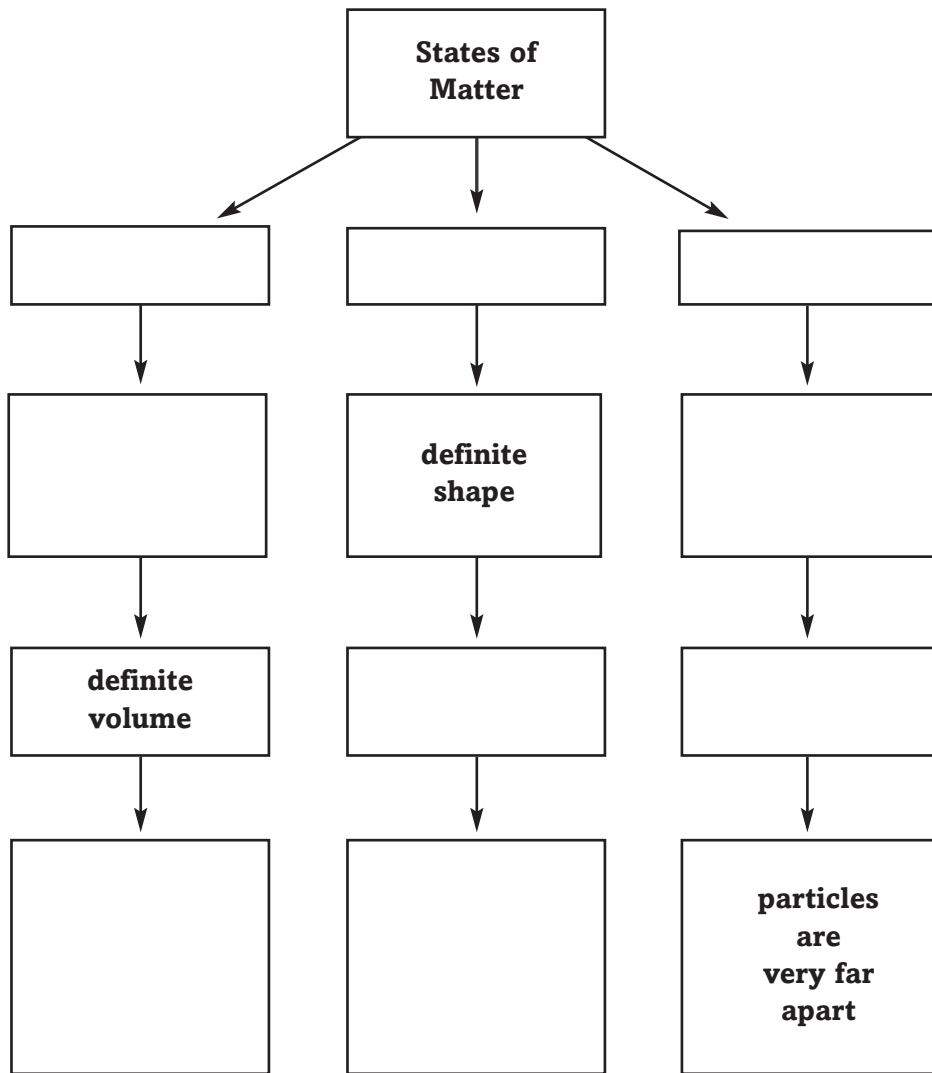 States of
Matter
definite
shape
definite
volume
particles
are
very far
apart